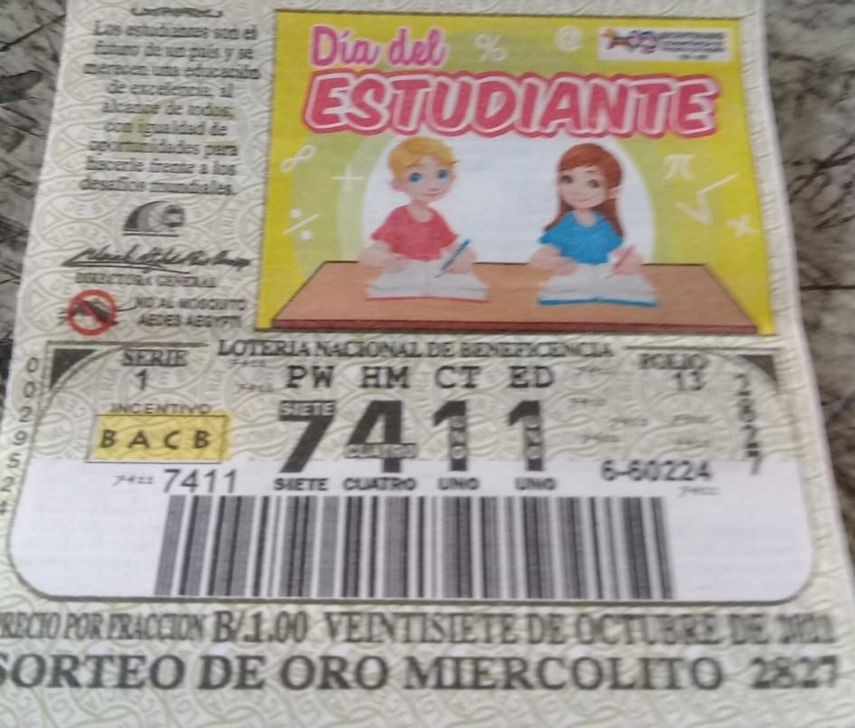 Los estudiantes son el
futuro de un país y se
merecen una educación
de excelencia, al
alcance de todos,
con igualdad de
oportunidades para
hacerle frente a los
desafíos mundiales.
DIRECTORA GENERAL
NO AL MOSQUITO
AEDES AEGYPTI
Día del
ESTUDIANTE
% 
∞ + ÷ π √ x
LOTERIA NACIONAL DE BENEFICENCIA
SERIE
1
PW HM CT ED
FOLIO
13
INCENTIVO
BACB
SIETE
7411
CUATRO UNO UNO
SIETE CUATRO UNO UNO
7411
6-60224
0029524
2827
PRECIO POR FRACCION B/.1.00 VEINTISIETE DE OCTUBRE DE 2021
SORTEO DE ORO MIERCOLITO 2827